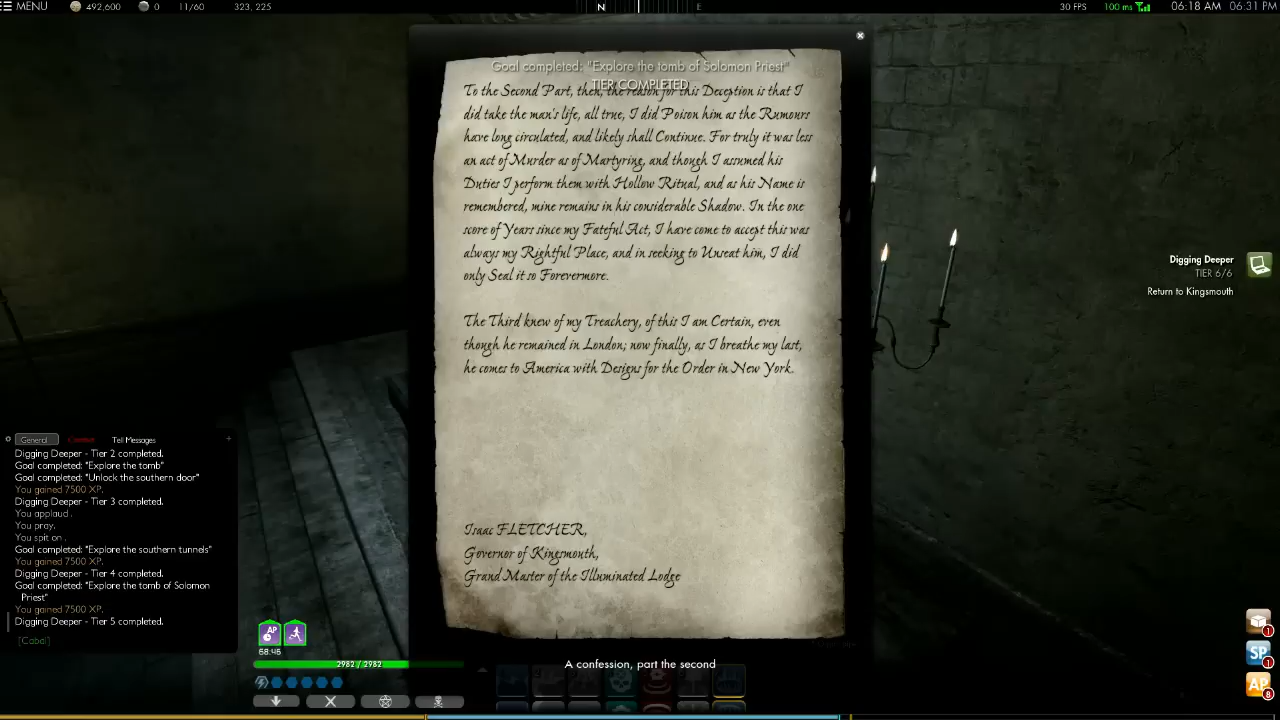 MENU
492,600
0
11/60
323, 225
N
E
30 FPS
100 ms
06:18 AM
06:31 PM
Goal completed: "Explore the tomb of Solomon Priest"
TIER COMPLETED
To the Second Part, then, the reason for this Deception is that I
did take the man's life, all true, I did Poison him as the Rumours
have long circulated, and likely shall Continue. For truly it was less
an act of Murder as of Martyring, and though I assumed his
Duties I perform them with Hollow Ritual, and as his Name is
remembered, mine remains in his considerable Shadow. In the one
score of Years since my Fateful Act, I have come to accept this was
always my Rightful Place, and in seeking to Unseat him, I did
only Seal it so Forevermore.
The Third knew of my Treachery, of this I am Certain, even
though he remained in London; now finally, as I breathe my last,
he comes to America with Designs for the Order in New York.
Isaac FLETCHER,
Governor of Kingsmouth,
Grand Master of the Illuminated Lodge
A confession, part the second
Digging Deeper
TIER 6/6
Return to Kingsmouth
General
Combat
Tell Messages
Digging Deeper - Tier 2 completed.
Goal completed: "Explore the tomb"
Goal completed: "Unlock the southern door"
You gained 7500 XP.
Digging Deeper - Tier 3 completed.
You applaud .
You pray.
You spit on .
Goal completed: "Explore the southern tunnels"
You gained 7500 XP.
Digging Deeper - Tier 4 completed.
Goal completed: "Explore the tomb of Solomon
Priest"
You gained 7500 XP.
Digging Deeper - Tier 5 completed.
[Cabal]
AP
58:46
2982 / 2982
1
SP
1
AP
8